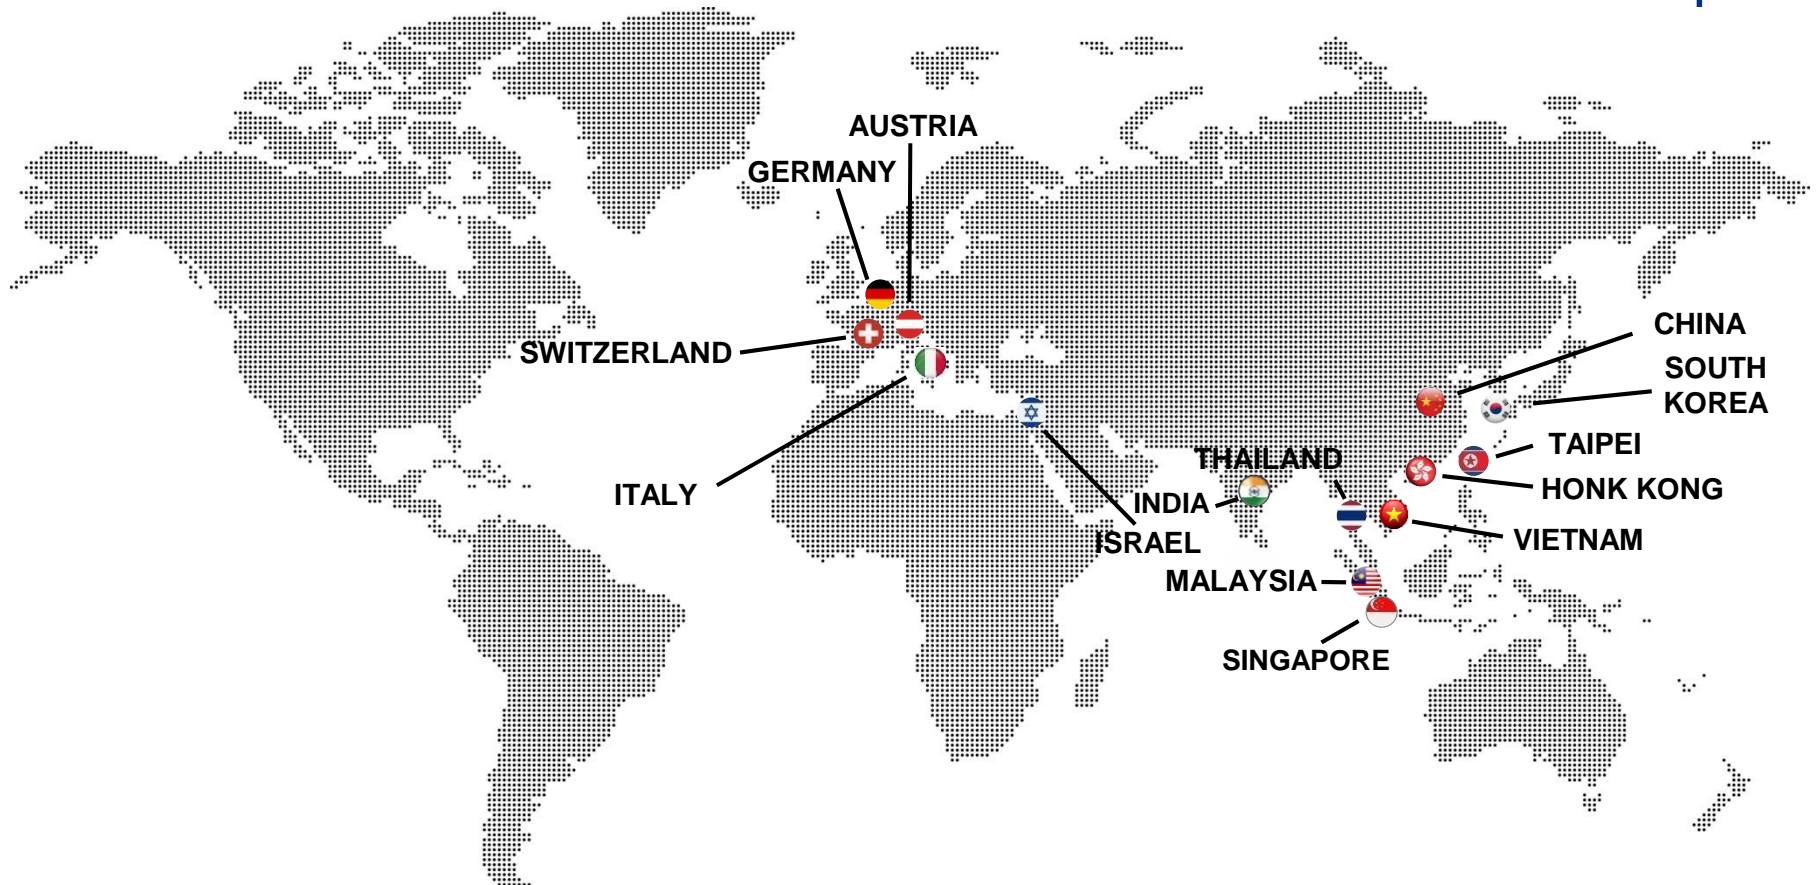 AUSTRIA
GERMANY
SWITZERLAND
ITALY
CHINA
SOUTH
KOREA
TAIPEI
THAILAND
INDIA
HONK KONG
ISRAEL
VIETNAM
MALAYSIA
SINGAPORE